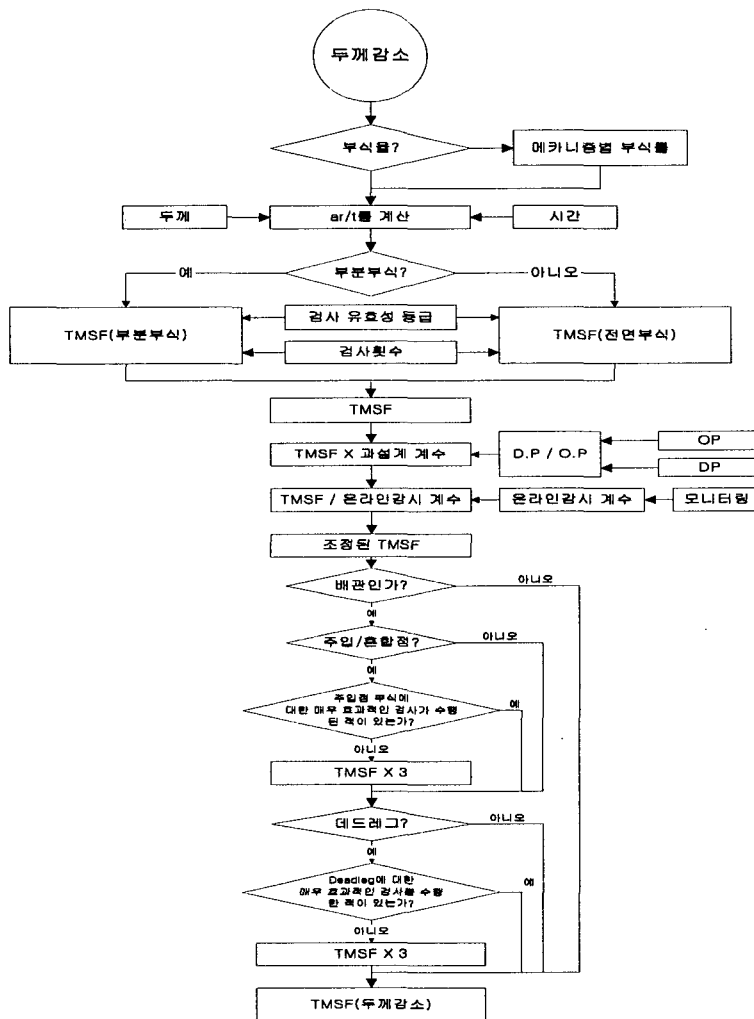 두께감소
부식율?
메카니즘별 부식률
두께
ar/t를 계산
시간
예
부분부식?
아니오
TMSF(부분부식)
검사 유효성 등급
TMSF(전면부식)
검사횟수
TMSF
OP
TMSF X 과설계 계수
D.P / O.P
DP
TMSF / 온라인감시 계수
온라인감시 계수
모니터링
조정된 TMSF
배관인가?
아니오
예
주입/혼합점?
아니오
예
주입점 부식에
대한 매우 효과적인 검사가 수행
된 적이 있는가?
예
아니오
TMSF X 3
데드레그?
아니오
예
Deadleg에 대한
매우 효과적인 검사를 수행
한 적이 있는가?
예
아니오
TMSF X 3
TMSF(두께감소)